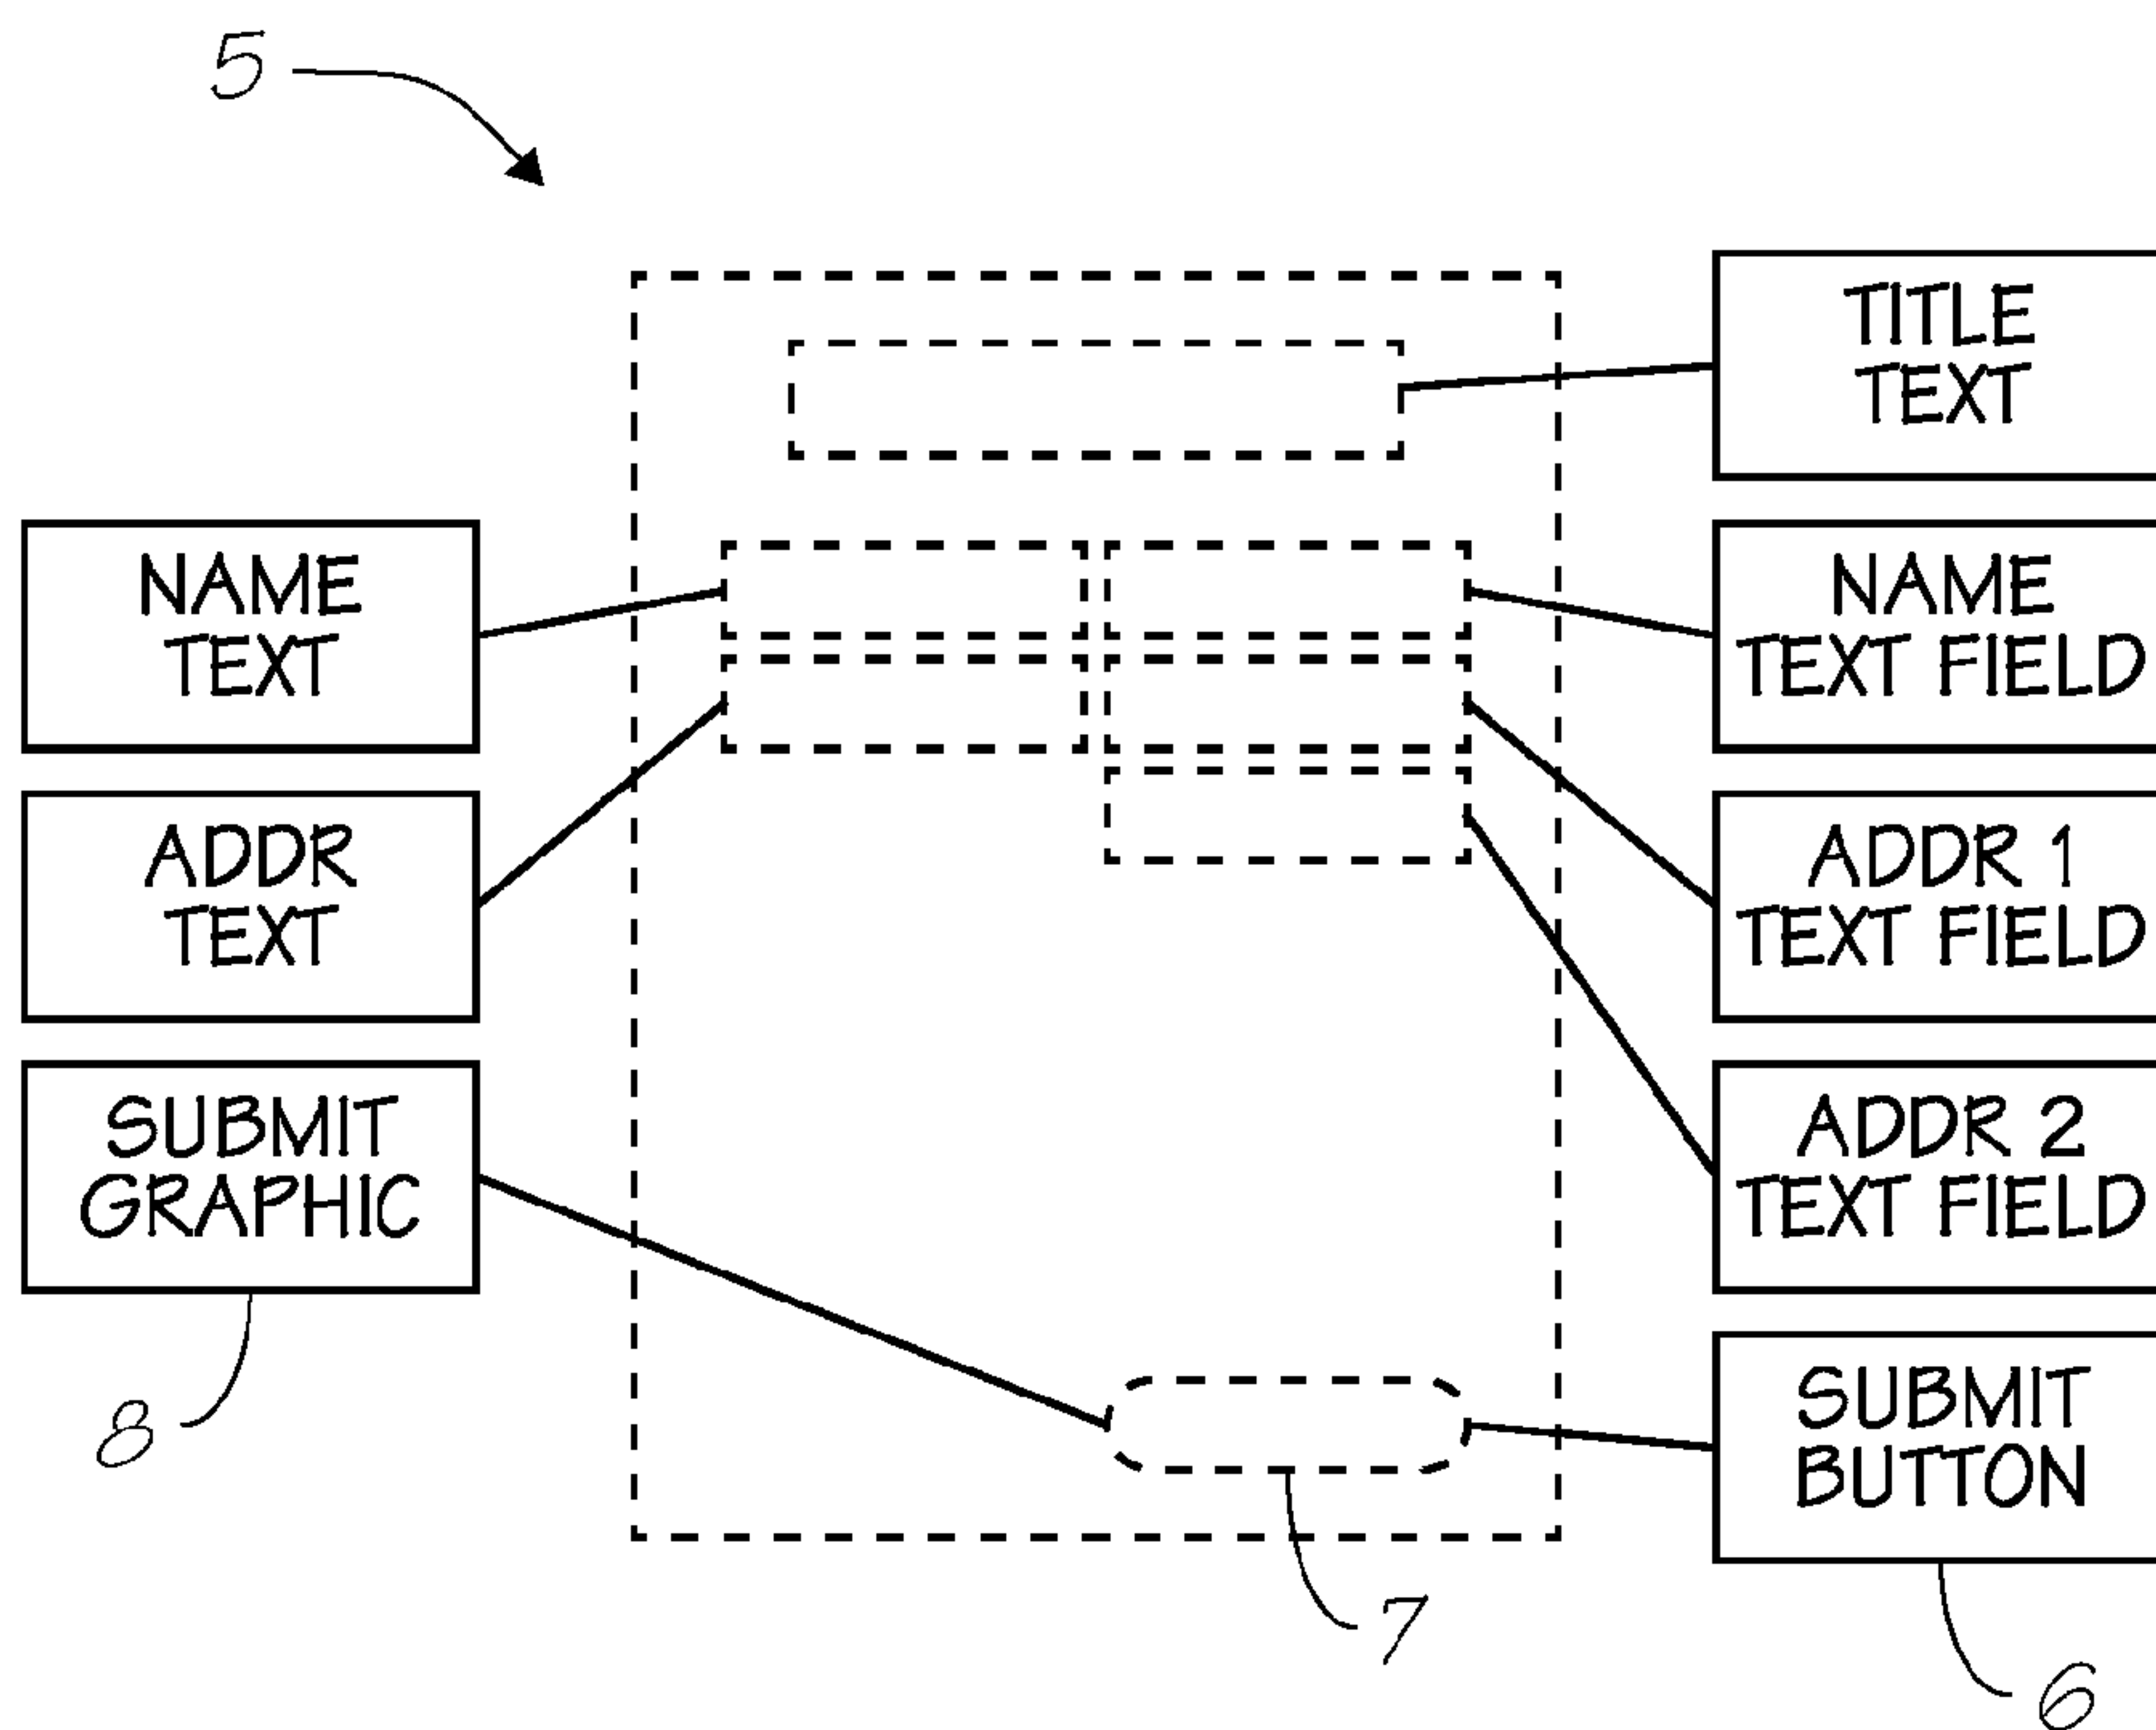 5
TITLE
TEXT
NAME
TEXT
NAME
TEXT FIELD
ADDR
TEXT
ADDR 1
TEXT FIELD
SUBMIT
GRAPHIC
ADDR 2
TEXT FIELD
SUBMIT
BUTTON
8
7
6